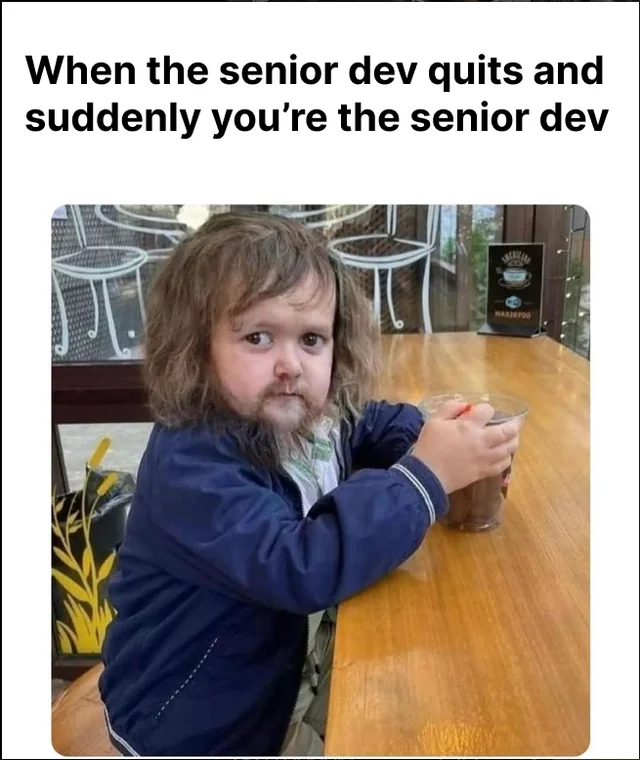 When the senior dev quits and
suddenly you’re the senior dev